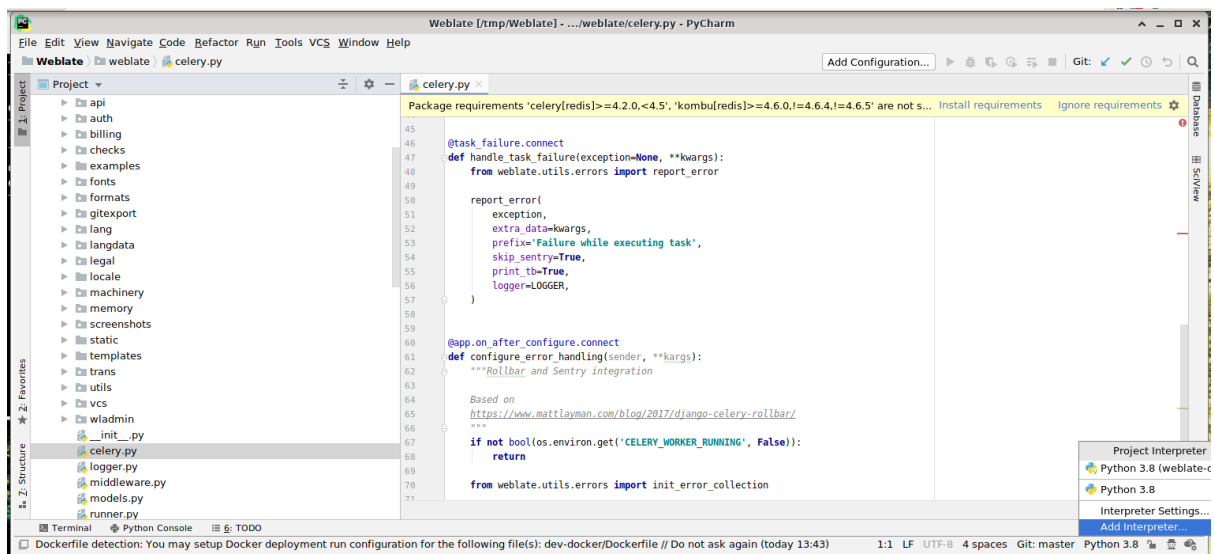 Weblate [/tmp/Weblate] - .../weblate/celery.py - PyCharm
File Edit View Navigate Code Refactor Run Tools VCS Window Help
Weblate weblate celery.py
Add Configuration...
Git:
1: Project
Project
api
auth
billing
checks
examples
fonts
formats
gitexport
lang
langdata
legal
locale
machinery
memory
screenshots
static
templates
trans
utils
vcs
wladmin
__init__.py
celery.py
logger.py
middleware.py
models.py
runner.py
2: Favorites
Z: Structure
celery.py
Package requirements 'celery[redis]>=4.2.0,<4.5', 'kombu[redis]>=4.6.0,!=4.6.4,!=4.6.5' are not s... Install requirements Ignore requirements
45
46 @task_failure.connect
47 def handle_task_failure(exception=None, **kwargs):
48 from weblate.utils.errors import report_error
49
50 report_error(
51 exception,
52 extra_data=kwargs,
53 prefix='Failure while executing task',
54 skip_sentry=True,
55 print_tb=True,
56 logger=LOGGER,
57 )
58
59
60 @app.on_after_configure.connect
61 def configure_error_handling(sender, **kargs):
62 """Rollbar and Sentry integration
63
64 Based on
65 https://www.mattlayman.com/blog/2017/django-celery-rollbar/
66 """
67 if not bool(os.environ.get('CELERY_WORKER_RUNNING', False)):
68 return
69
70 from weblate.utils.errors import init_error_collection
71
Database
SciView
Project Interpreter
Python 3.8 (weblate-
Python 3.8
Interpreter Settings...
Add Interpreter...
Terminal Python Console 6: TODO
Dockerfile detection: You may setup Docker deployment run configuration for the following file(s): dev-docker/Dockerfile // Do not ask again (today 13:43) 1:1 LF UTF-8 4 spaces Git: master Python 3.8